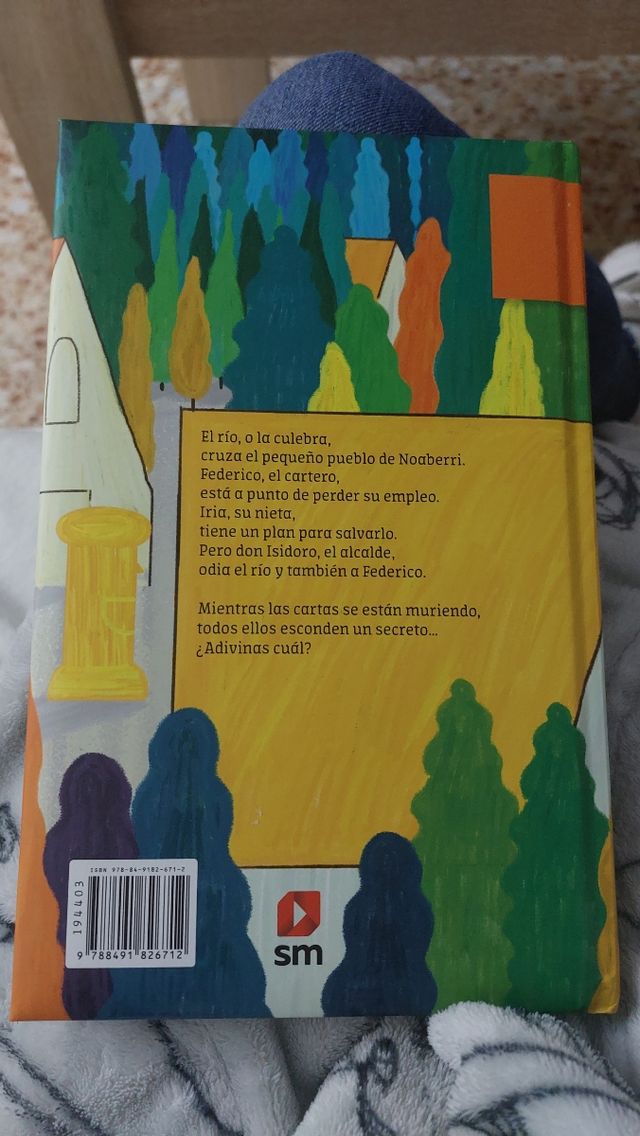 El río, o la culebra,
cruza el pequeño pueblo de Noaberri.
Federico, el cartero,
está a punto de perder su empleo.
Iria, su nieta,
tiene un plan para salvarlo.
Pero don Isidoro, el alcalde,
odia el río y también a Federico.
Mientras las cartas se están muriendo,
todos ellos esconden un secreto...
¿Adivinas cuál?
ISBN 978-84-9182-671-2
194403
9 788491 826712
sm